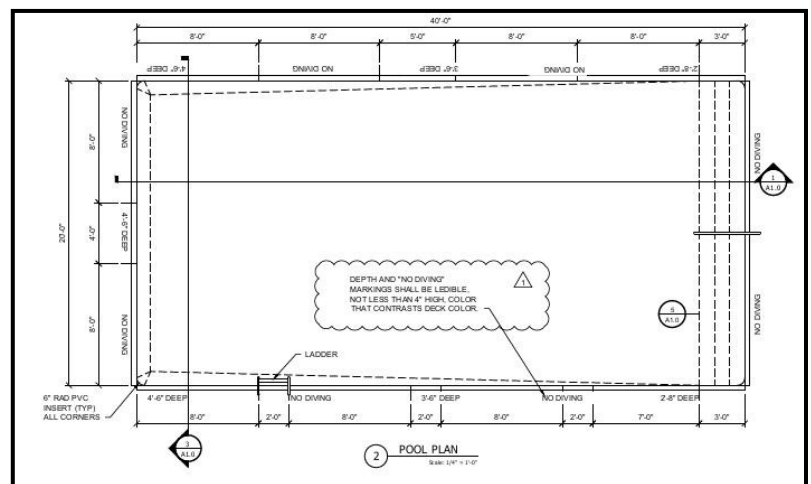 40'-0"
8'-0" 8'-0" 5'-0" 8'-0" 8'-0" 3'-0"
4'-6" DEEP NO DIVING 3'-6" DEEP NO DIVING 2'-8" DEEP
NO DIVING
8'-0"
NO DIVING
1
A1.0
20'-0"
4'-0"
4'-6" DEEP
DEPTH AND "NO DIVING"
MARKINGS SHALL BE LEDIBLE,
NOT LESS THAN 4" HIGH, COLOR
THAT CONTRASTS DECK COLOR.
1
8'-0"
NO DIVING
5
A1.0
NO DIVING
LADDER
6" RAD PVC
INSERT (TYP)
ALL CORNERS
4'-6" DEEP NO DIVING 3'-6" DEEP NO DIVING 2'-8" DEEP
8'-0" 2'-0" 8'-0" 2'-0" 8'-0" 2'-0" 7'-0" 3'-0"
3
A1.0
2 POOL PLAN
Scale: 1/4" = 1'-0"